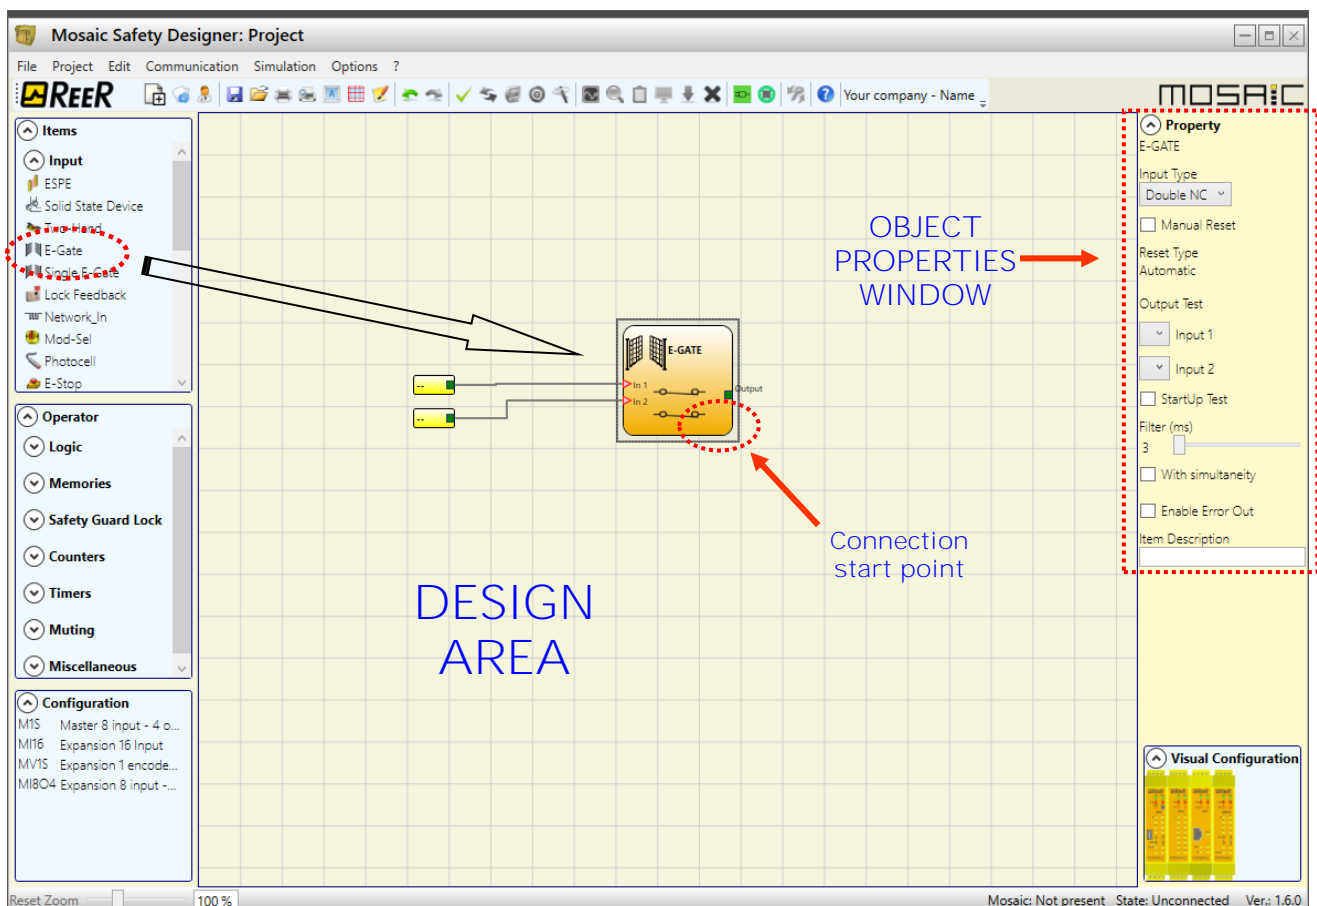 Mosaic Safety Designer: Project
File Project Edit Communication Simulation Options ?
REER
Your company - Name
MOSAIC
Items
Input
ESPE
Solid State Device
Two-Hand
E-Gate
Single E-Gate
Lock Feedback
Network_In
Mod-Sel
Photocell
E-Stop
Operator
Logic
Memories
Safety Guard Lock
Counters
Timers
Muting
Miscellaneous
Configuration
M1S Master 8 input - 4 o...
MI16 Expansion 16 Input
MV1S Expansion 1 encode...
MI8O4 Expansion 8 input -...
OBJECT
PROPERTIES
WINDOW
E-GATE
In 1
In 2
Output
--
--
Connection
start point
DESIGN
AREA
Property
E-GATE
Input Type
Double NC
Manual Reset
Reset Type
Automatic
Output Test
Input 1
Input 2
StartUp Test
Filter (ms)
3
With simultaneity
Enable Error Out
Item Description
Visual Configuration
Reset Zoom 100 % Mosaic: Not present State: Unconnected Ver.: 1.6.0